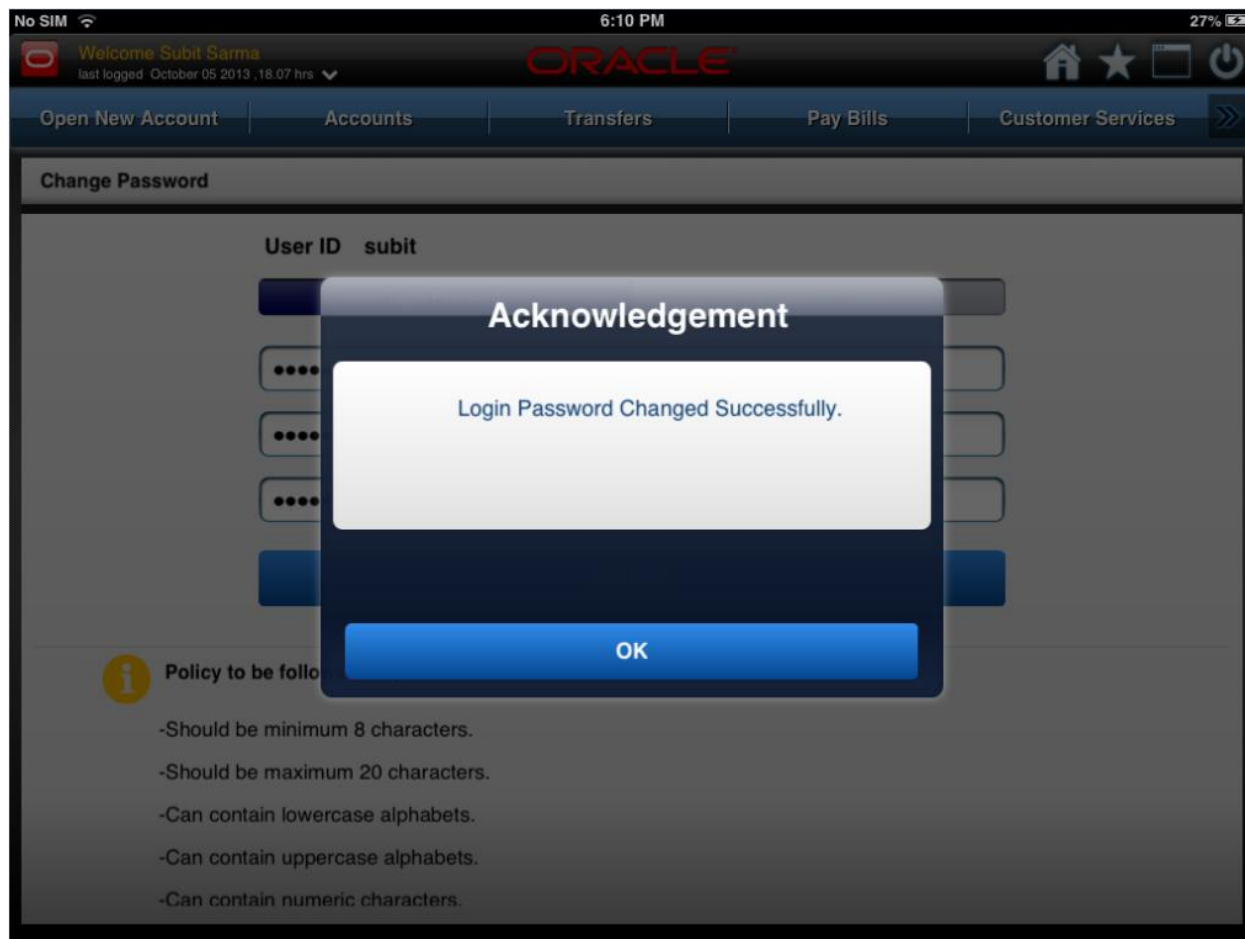 No SIM 6:10 PM 27%
Welcome Subit Sarma
last logged October 05 2013 ,18.07 hrs
ORACLE
Open New Account Accounts Transfers Pay Bills Customer Services
Change Password
User ID subit
Acknowledgement
Login Password Changed Successfully.
OK
Policy to be follo
-Should be minimum 8 characters.
-Should be maximum 20 characters.
-Can contain lowercase alphabets.
-Can contain uppercase alphabets.
-Can contain numeric characters.